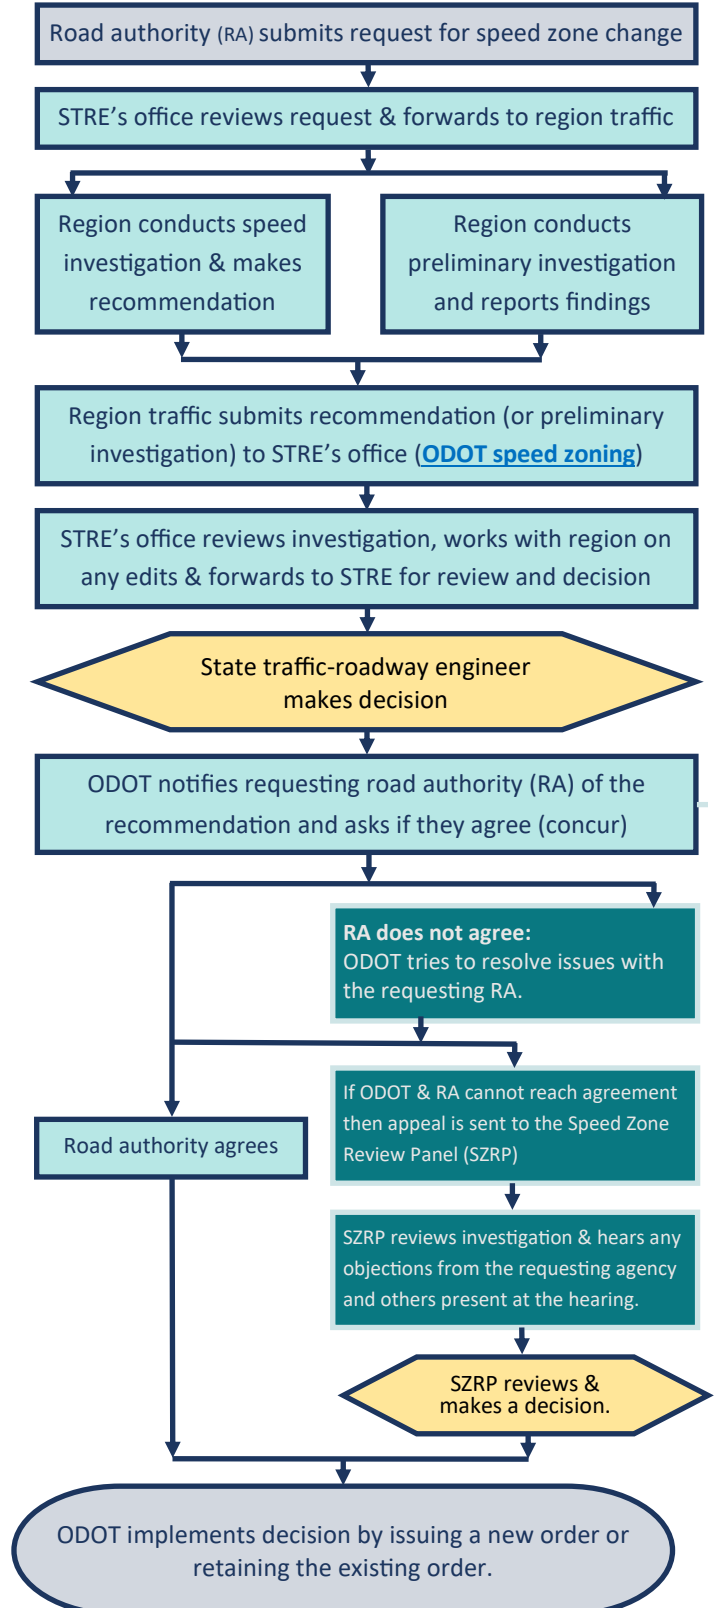 Road authority (RA) submits request for speed zone change
STRE’s office reviews request & forwards to region traffic
Region conducts speed
investigation & makes
recommendation
Region conducts
preliminary investigation
and reports findings
Region traffic submits recommendation (or preliminary
investigation) to STRE’s office (ODOT speed zoning)
STRE’s office reviews investigation, works with region on
any edits & forwards to STRE for review and decision
State traffic-roadway engineer
makes decision
ODOT notifies requesting road authority (RA) of the
recommendation and asks if they agree (concur)
RA does not agree:
ODOT tries to resolve issues with
the requesting RA.
If ODOT & RA cannot reach agreement
then appeal is sent to the Speed Zone
Review Panel (SZRP)
Road authority agrees
SZRP reviews investigation & hears any
objections from the requesting agency
and others present at the hearing.
SZRP reviews &
makes a decision.
ODOT implements decision by issuing a new order or
retaining the existing order.